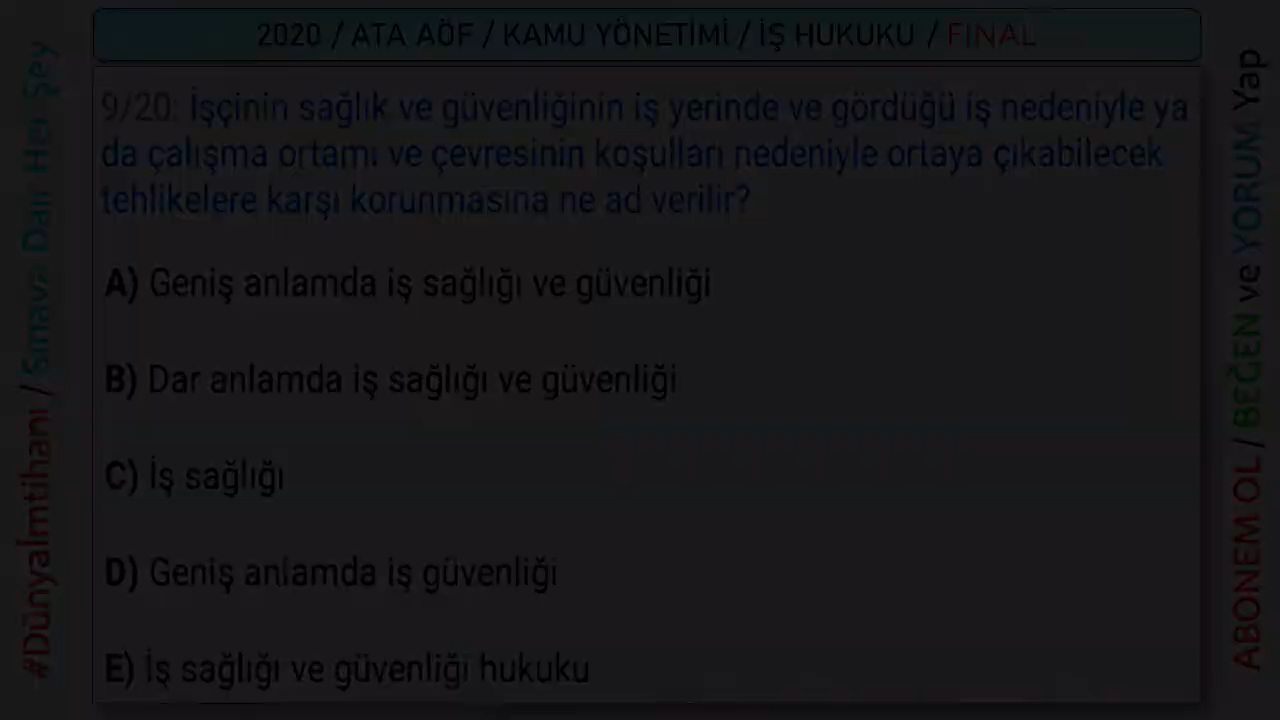 2020 / ATA AÖF / KAMU YÖNETİMİ / İŞ HUKUKU / FİNAL
9/20: İşçinin sağlık ve güvenliğinin iş yerinde ve gördüğü iş nedeniyle ya
da çalışma ortamı ve çevresinin koşulları nedeniyle ortaya çıkabilecek
tehlikelere karşı korunmasına ne ad verilir?
A) Geniş anlamda iş sağlığı ve güvenliği
B) Dar anlamda iş sağlığı ve güvenliği
C) İş sağlığı
D) Geniş anlamda iş güvenliği
E) İş sağlığı ve güvenliği hukuku
#Dünyaİmtihanı / Sınava Dair Her Şey
ABONEM OL / BEĞEN ve YORUM Yap